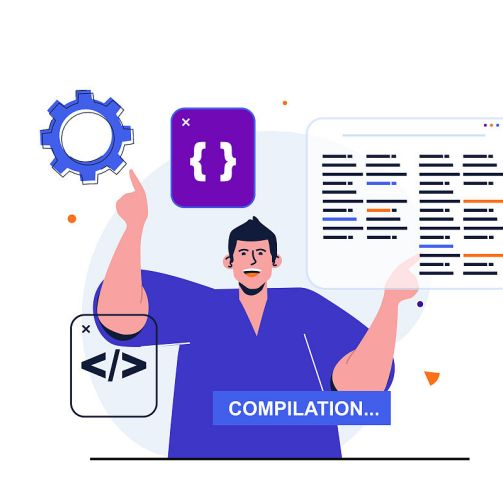 { }
</>
COMPILATION...